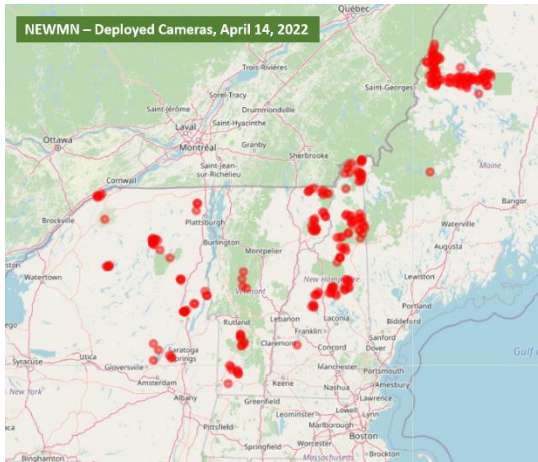 NEWMN – Deployed Cameras, April 14, 2022
Québec
Trois-Rivières
Saint-Georges
Sorel-Tracy
Saint-Jérôme
Drummondville
Laval
Saint-Hyacinthe
Montréal
Granby
Ottawa
Saint-Jean-
sur-Richelieu
Sherbrooke
Maine
Cornwall
Bangor
Brockville
Plattsburgh
Waterville
Burlington
Augusta
Montpelier
Watertown
Lewiston
New Hampshire
Vermont
Portland
Laconia
Biddeford
Rutland
Lebanon
Franklin
Sanford
Claremont
Concord
Dover
Utica
Saratoga
Springs
Syracuse
Gloversville
Manchester
Portsmouth
Gulf o
Amsterdam
Keene
Nashua
Amesbury
New York
Albany
Greenfield
Lowell
Lawrence
Leominster
Lynn
Pittsfield
Marlborough
Boston
Worcester
Springfield
Brockton
Binghamton
Massachusetts